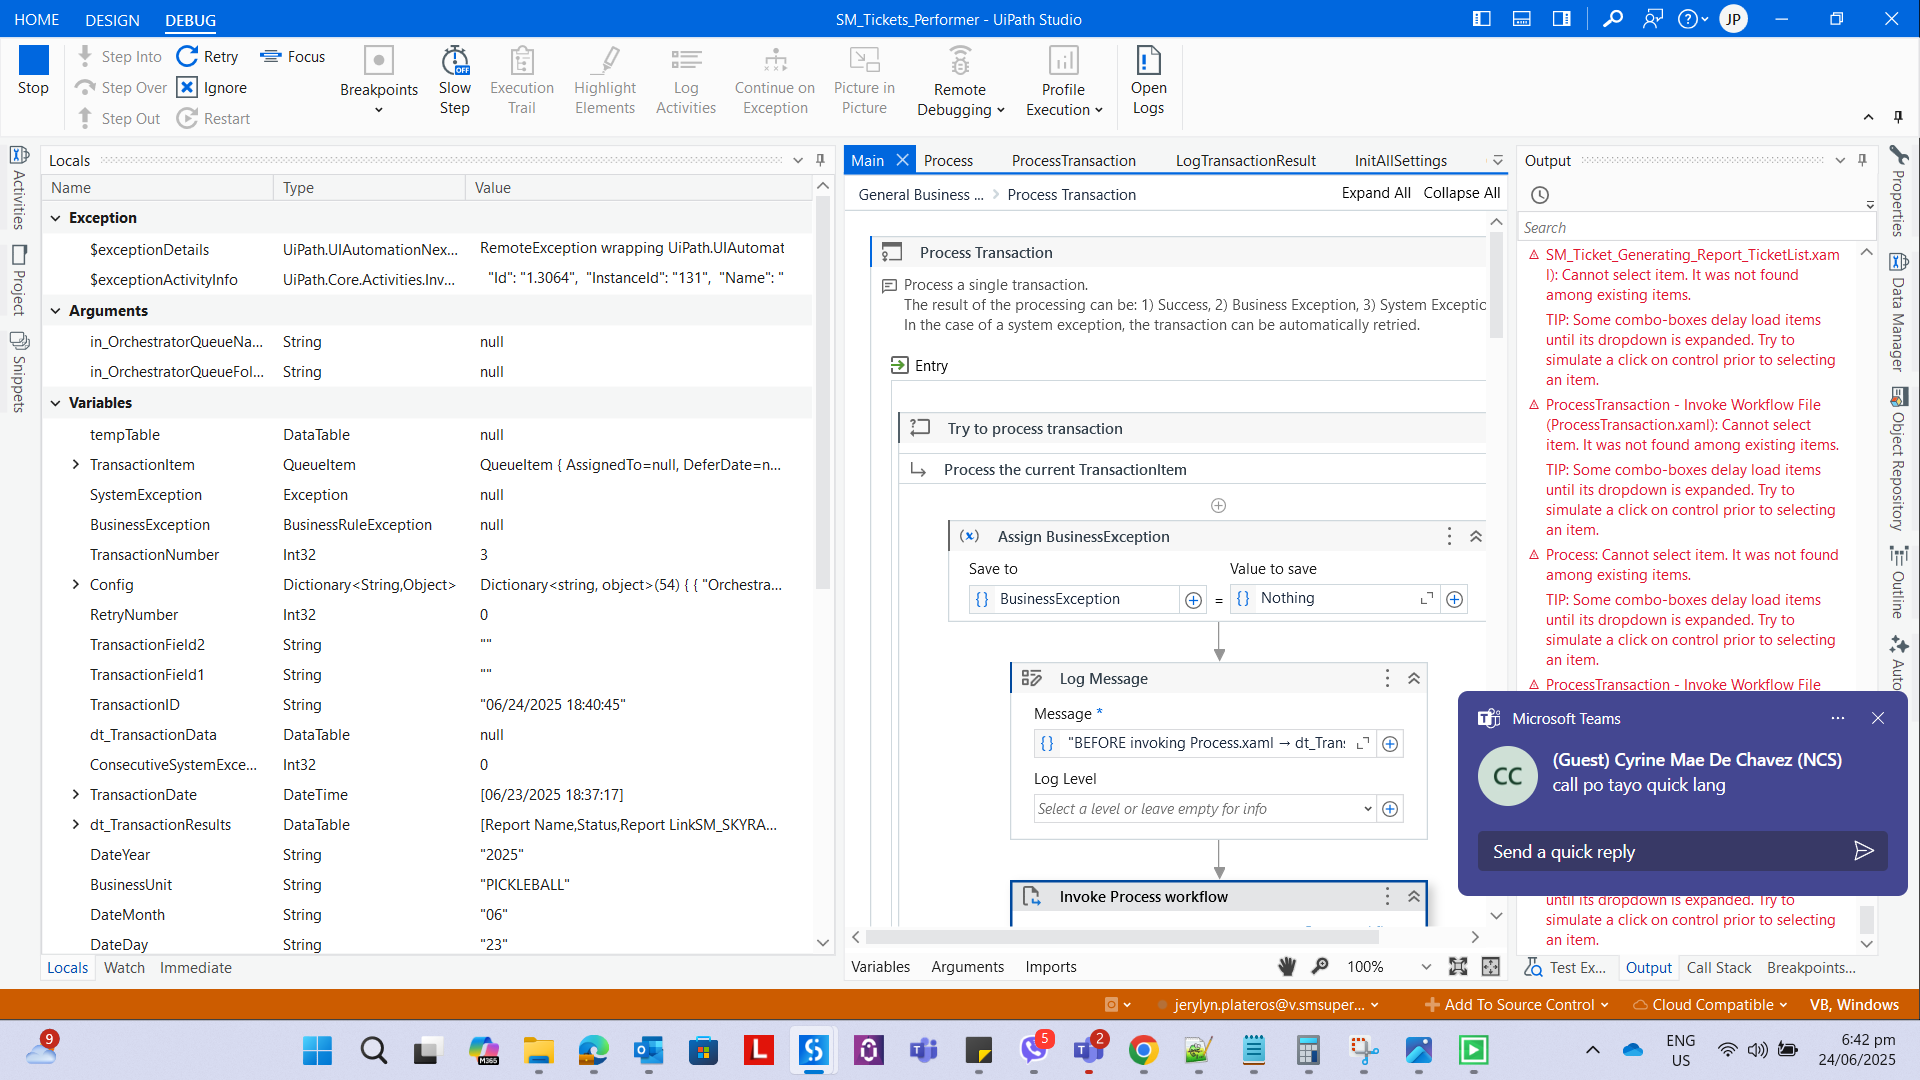 HOME DESIGN DEBUG
SM_Tickets_Performer - UiPath Studio
JP
Stop
Step Into
Step Over
Step Out
Retry
Ignore
Restart
Focus
Breakpoints
Slow Step
Execution Trail
Highlight Elements
Log Activities
Continue on Exception
Picture in Picture
Remote Debugging
Profile Execution
Open Logs
Activities
Project
Snippets
Locals
Name Type Value
Exception
$exceptionDetails UiPath.UIAutomationNex... RemoteException wrapping UiPath.UIAutomat
$exceptionActivityInfo UiPath.Core.Activities.Inv... "Id": "1.3064", "InstanceId": "131", "Name": "
Arguments
in_OrchestratorQueueNa... String null
in_OrchestratorQueueFol... String null
Variables
tempTable DataTable null
TransactionItem QueueItem QueueItem { AssignedTo=null, DeferDate=n...
SystemException Exception null
BusinessException BusinessRuleException null
TransactionNumber Int32 3
Config Dictionary<String,Object> Dictionary<string, object>(54) { { "Orchestra...
RetryNumber Int32 0
TransactionField2 String ""
TransactionField1 String ""
TransactionID String "06/24/2025 18:40:45"
dt_TransactionData DataTable null
ConsecutiveSystemExce... Int32 0
TransactionDate DateTime [06/23/2025 18:37:17]
dt_TransactionResults DataTable [Report Name,Status,Report LinkSM_SKYRA...
DateYear String "2025"
BusinessUnit String "PICKLEBALL"
DateMonth String "06"
DateDay String "23"
Locals Watch Immediate
Main Process ProcessTransaction LogTransactionResult InitAllSettings
General Business ... > Process Transaction
Expand All Collapse All
Process Transaction
Process a single transaction.
The result of the processing can be: 1) Success, 2) Business Exception, 3) System Exceptio
In the case of a system exception, the transaction can be automatically retried.
Entry
Try to process transaction
Process the current TransactionItem
(x) Assign BusinessException
Save to Value to save
BusinessException = Nothing
Log Message
Message *
"BEFORE invoking Process.xaml → dt_Trans
Log Level
Select a level or leave empty for info
Invoke Process workflow
Variables Arguments Imports
100%
Output
Search
SM_Ticket_Generating_Report_TicketList.xam
l): Cannot select item. It was not found
among existing items.
TIP: Some combo-boxes delay load items
until its dropdown is expanded. Try to
simulate a click on control prior to selecting
an item.
ProcessTransaction - Invoke Workflow File
(ProcessTransaction.xaml): Cannot select
item. It was not found among existing items.
TIP: Some combo-boxes delay load items
until its dropdown is expanded. Try to
simulate a click on control prior to selecting
an item.
Process: Cannot select item. It was not found
among existing items.
TIP: Some combo-boxes delay load items
until its dropdown is expanded. Try to
simulate a click on control prior to selecting
an item.
ProcessTransaction - Invoke Workflow File
Microsoft Teams
CC
(Guest) Cyrine Mae De Chavez (NCS)
call po tayo quick lang
Send a quick reply
until its dropdown is expanded. Try to
simulate a click on control prior to selecting
an item.
Test Ex... Output Call Stack Breakpoints...
Properties
Data Manager
Object Repository
Outline
Auto
jerylyn.plateros@v.smsuper...
Add To Source Control
Cloud Compatible
VB, Windows
9
M365
5
2
ENG
US
6:42 pm
24/06/2025